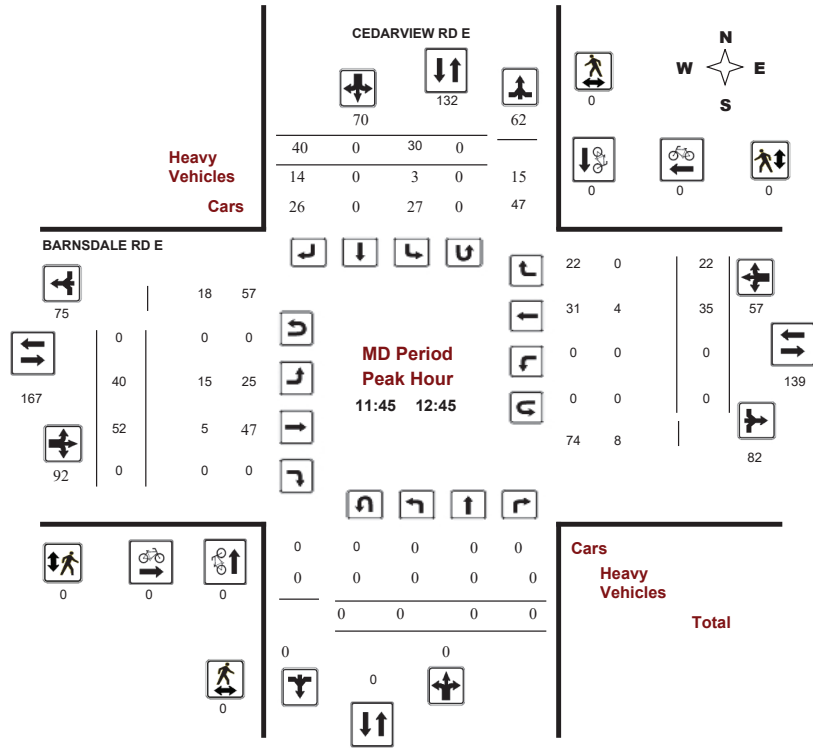 CEDARVIEW RD E
N
W E
S
132
0
70 62
40 0 30 0
Heavy
Vehicles 14 0 3 0 15
Cars 26 0 27 0 47
0 0 0
BARNSDALE RD E
75 18 57
0 0 0
167
40 15 25
52 5 47
92 0 0 0
MD Period
Peak Hour
11:45 12:45
22 0 22
31 4 35 57
0 0 0
139
0 0 0
74 8 82
0 0 0 0 0
0 0 0 0 0
0 0 0 0
0 0
0
0 0 0
0
Cars
Heavy
Vehicles
Total